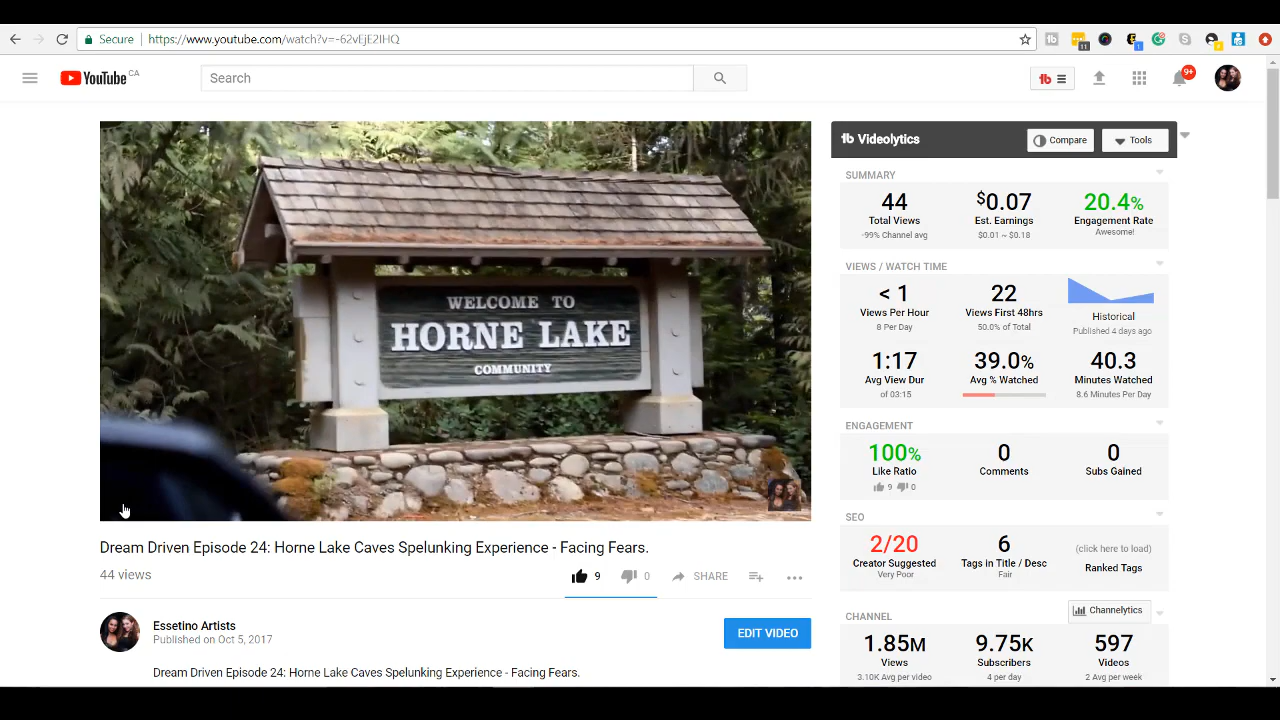 Secure https://www.youtube.com/watch?v=-62vEjE2IHQ
11 1 2
YouTube CA
Search
tb
9+
WELCOME TO
HORNE LAKE
COMMUNITY
Dream Driven Episode 24: Horne Lake Caves Spelunking Experience - Facing Fears.
44 views
9 0 SHARE
Essetino Artists
Published on Oct 5, 2017
EDIT VIDEO
Dream Driven Episode 24: Horne Lake Caves Spelunking Experience - Facing Fears.
tb Videolytics Compare Tools
SUMMARY
44 $0.07 20.4%
Total Views Est. Earnings Engagement Rate
-99% Channel avg $0.01 ~ $0.18 Awesome!
VIEWS / WATCH TIME
< 1 22
Views Per Hour Views First 48hrs Historical
8 Per Day 50.0% of Total Published 4 days ago
1:17 39.0% 40.3
Avg View Dur Avg % Watched Minutes Watched
of 03:15 8.6 Minutes Per Day
ENGAGEMENT
100% 0 0
Like Ratio Comments Subs Gained
9 0
SEO
2/20 6 (click here to load)
Creator Suggested Tags in Title / Desc Ranked Tags
Very Poor Fair
CHANNEL Channelytics
1.85M 9.75K 597
Views Subscribers Videos
3.10K Avg per video 4 per day 2 Avg per week